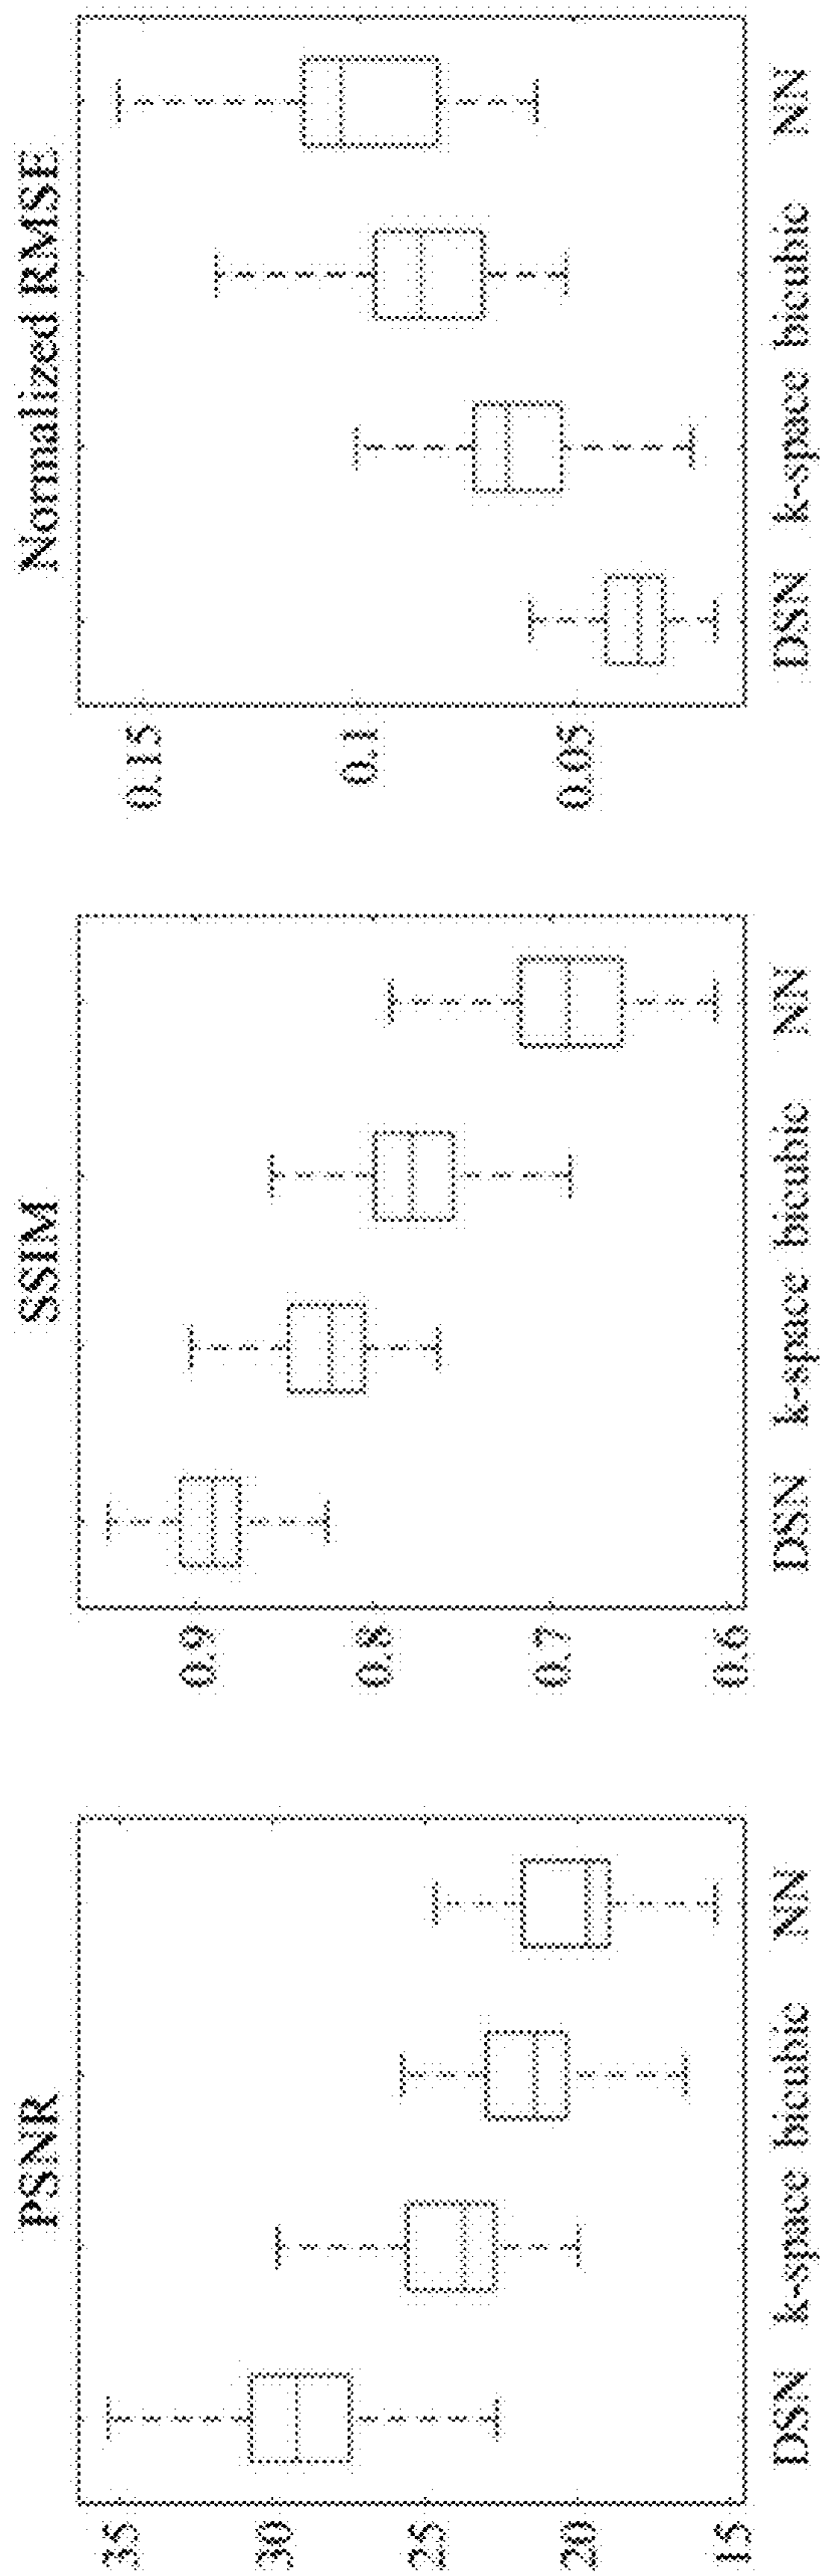 PSNR
35
30
25
20
15
DSN k-space bicubic NN
SSIM
0.9
0.8
0.7
0.6
DSN k-space bicubic NN
Normalized RMSE
0.15
0.1
0.05
DSN k-space bicubic NN